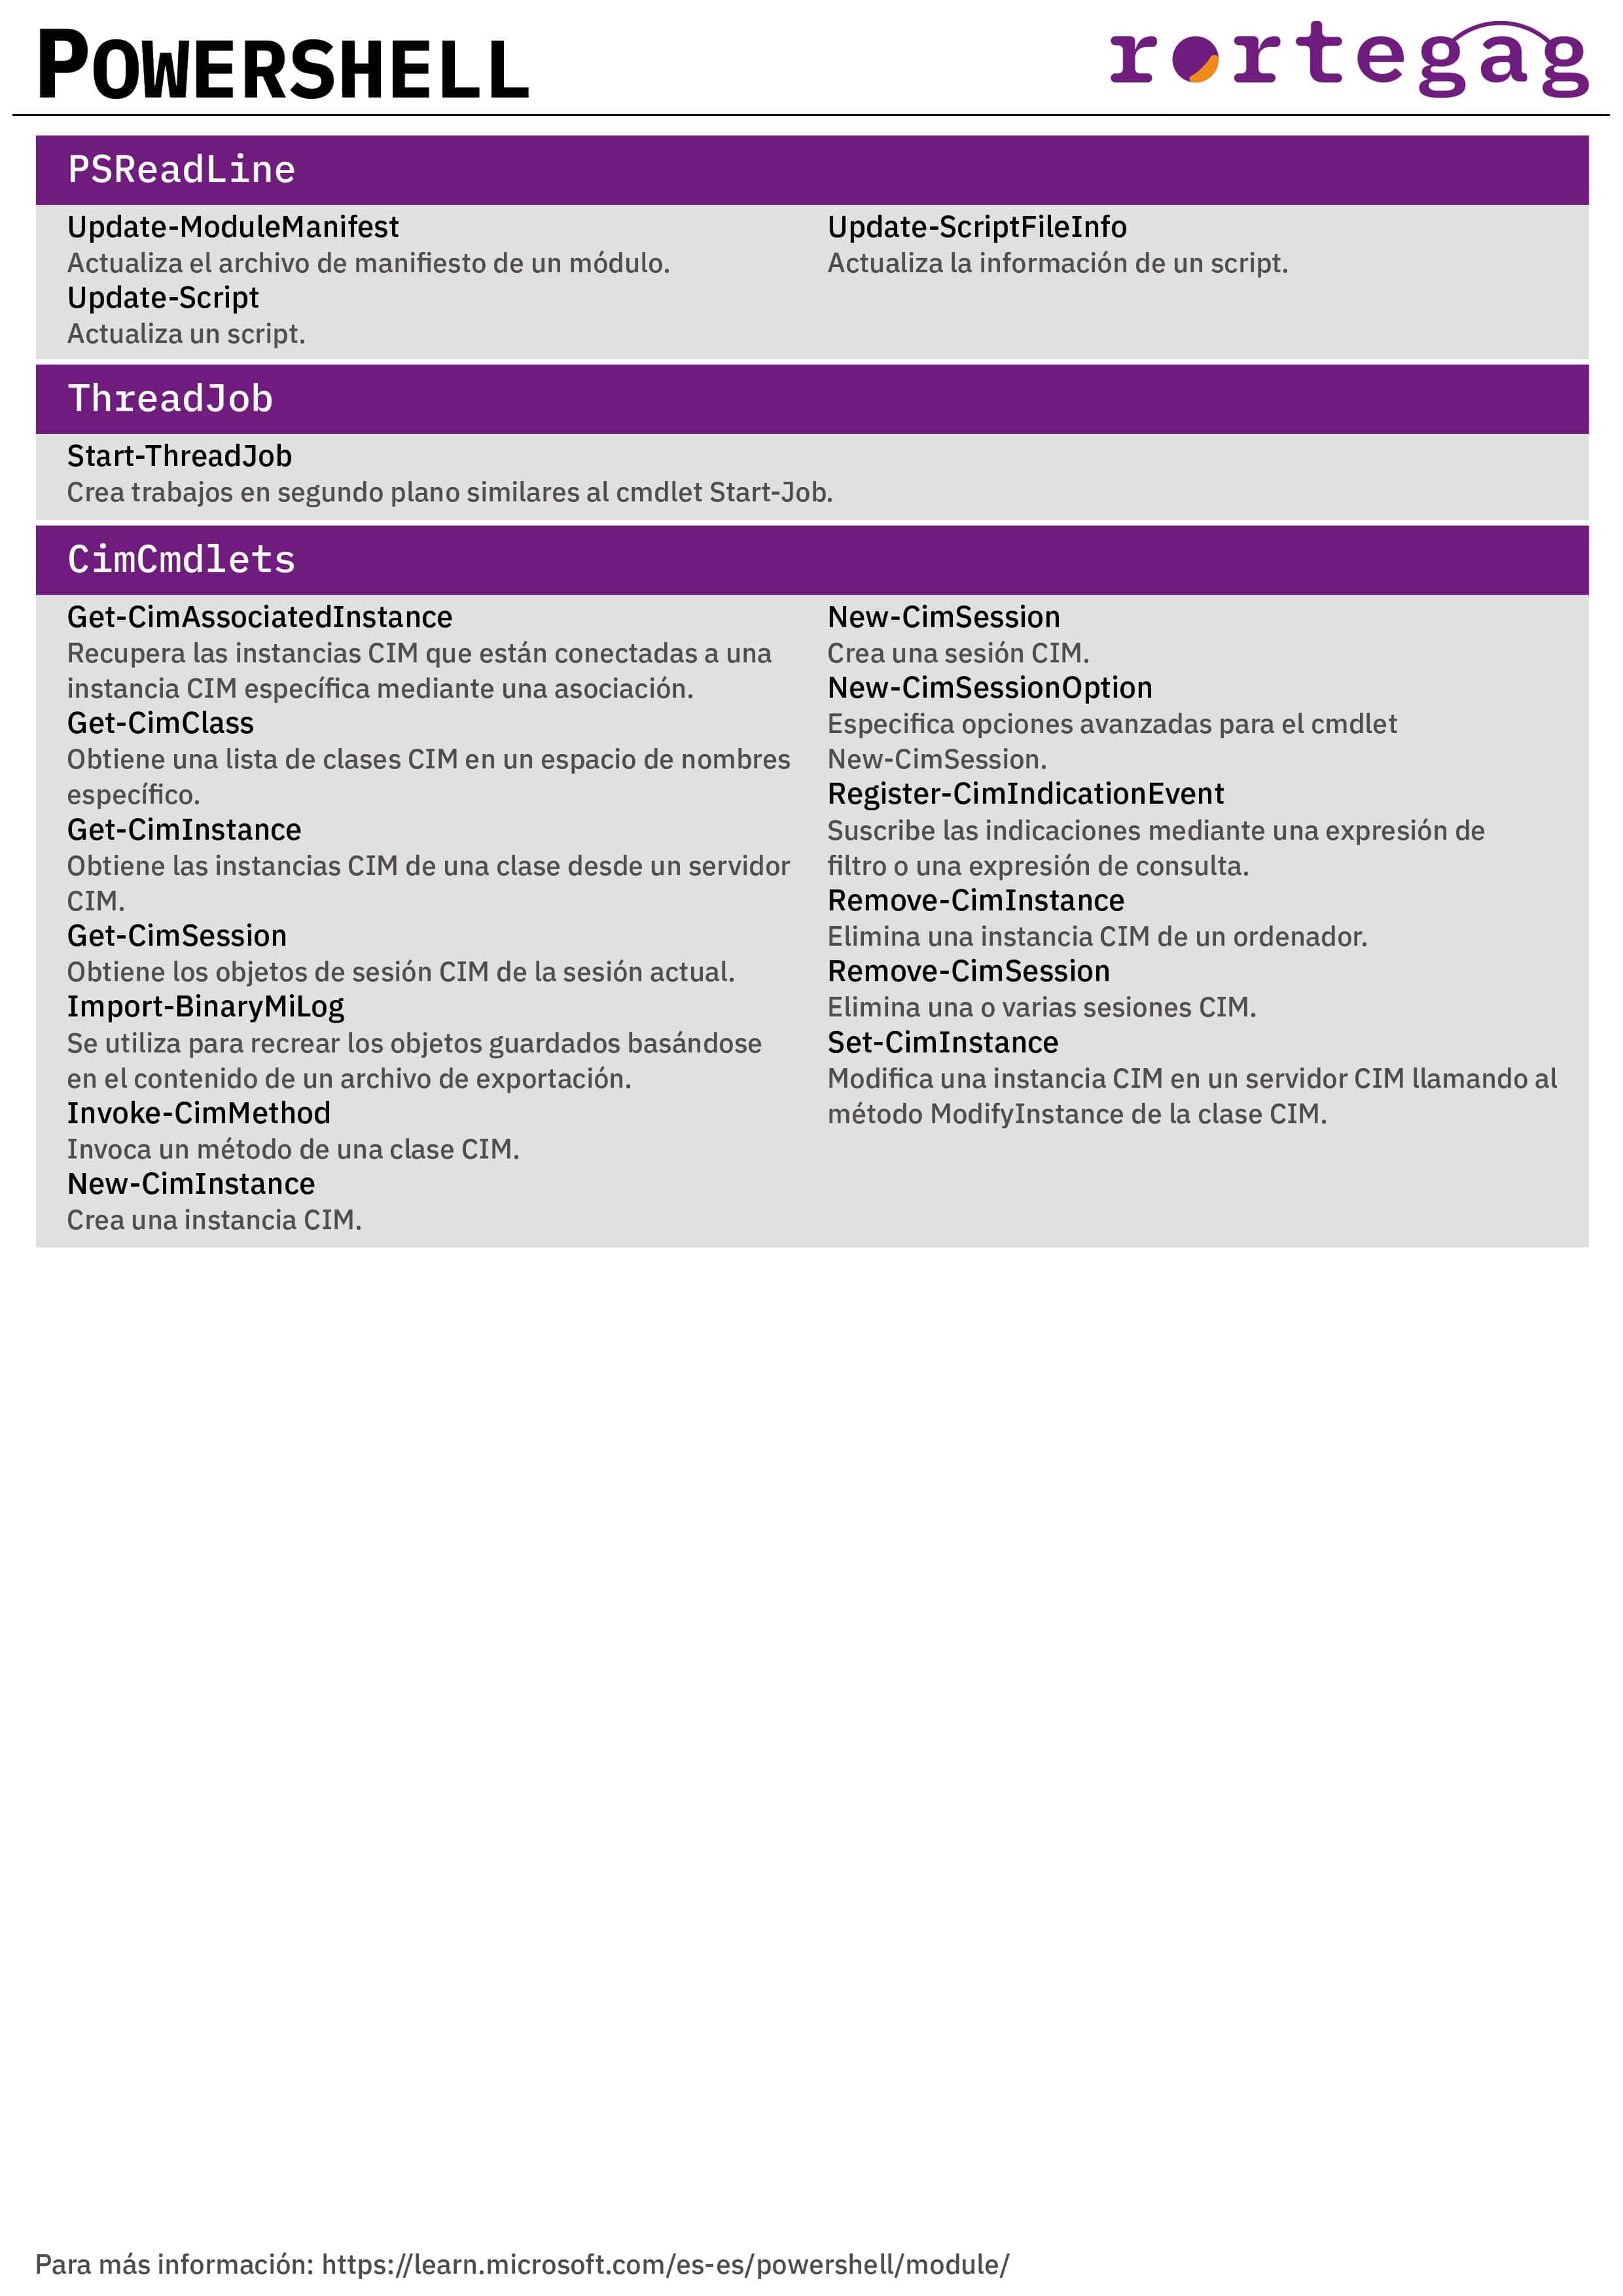 POWERSHELL
rortegag
PSReadLine
Update-ModuleManifest
Actualiza el archivo de manifiesto de un módulo.
Update-Script
Actualiza un script.
Update-ScriptFileInfo
Actualiza la información de un script.
ThreadJob
Start-ThreadJob
Crea trabajos en segundo plano similares al cmdlet Start-Job.
CimCmdlets
Get-CimAssociatedInstance
Recupera las instancias CIM que están conectadas a una
instancia CIM específica mediante una asociación.
Get-CimClass
Obtiene una lista de clases CIM en un espacio de nombres
específico.
Get-CimInstance
Obtiene las instancias CIM de una clase desde un servidor
CIM.
Get-CimSession
Obtiene los objetos de sesión CIM de la sesión actual.
Import-BinaryMiLog
Se utiliza para recrear los objetos guardados basándose
en el contenido de un archivo de exportación.
Invoke-CimMethod
Invoca un método de una clase CIM.
New-CimInstance
Crea una instancia CIM.
New-CimSession
Crea una sesión CIM.
New-CimSessionOption
Especifica opciones avanzadas para el cmdlet
New-CimSession.
Register-CimIndicationEvent
Suscribe las indicaciones mediante una expresión de
filtro o una expresión de consulta.
Remove-CimInstance
Elimina una instancia CIM de un ordenador.
Remove-CimSession
Elimina una o varias sesiones CIM.
Set-CimInstance
Modifica una instancia CIM en un servidor CIM llamando al
método ModifyInstance de la clase CIM.
Para más información: https://learn.microsoft.com/es-es/powershell/module/